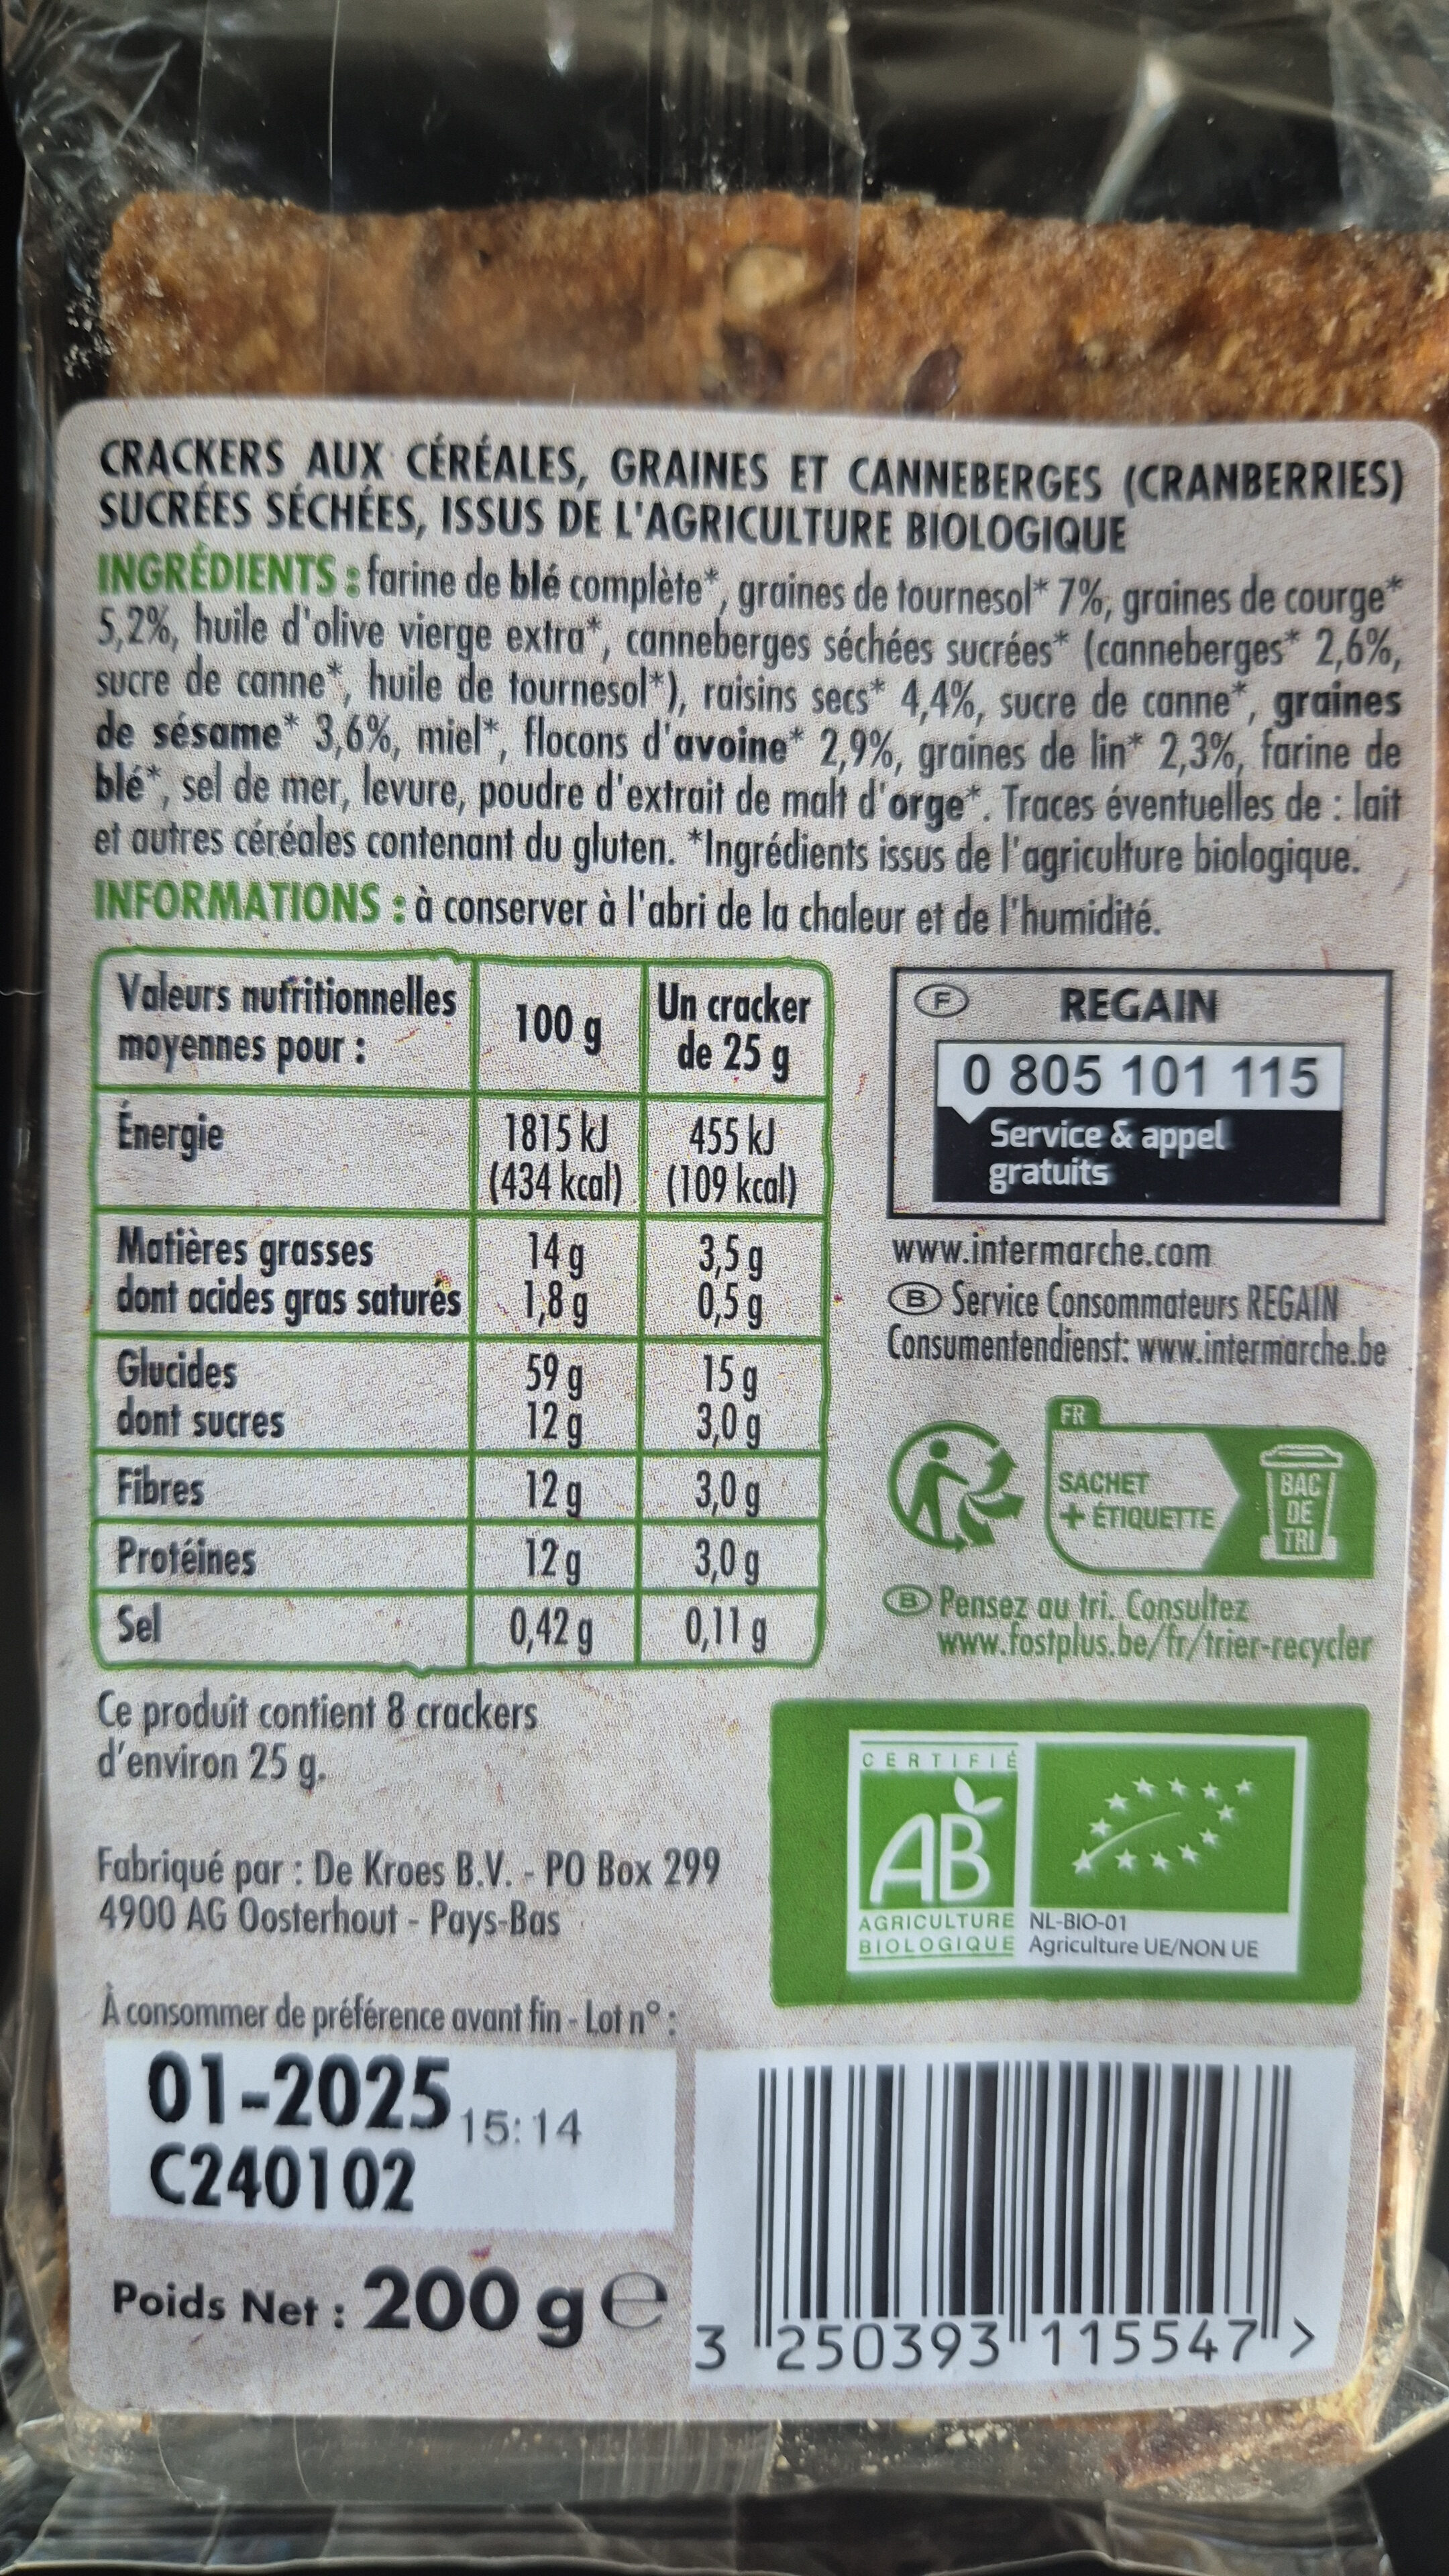 CRACKERS AUX CÉRÉALES, GRAINES ET CANNEBERGES (CRANBERRIES)
SUCRÉES SÉCHÉES, ISSUS DE L'AGRICULTURE BIOLOGIQUE
INGRÉDIENTS : farine de blé complète*, graines de tournesol* 7%, graines de courge*
5,2%, huile d'olive vierge extra*, canneberges séchées sucrées* (canneberges* 2,6%,
sucre de canne*, huile de tournesol*), raisins secs* 4,4%, sucre de canne*, graines
de sésame* 3,6%, miel*, flocons d'avoine* 2,9%, graines de lin* 2,3%, farine de
blé*, sel de mer, levure, poudre d'extrait de malt d'orge*. Traces éventuelles de : lait
et autres céréales contenant du gluten. *Ingrédients issus de l'agriculture biologique.
INFORMATIONS : à conserver à l'abri de la chaleur et de l'humidité.
Valeurs nutritionnelles
moyennes pour :
100 g
Un cracker
de 25 g
Énergie
1815 kJ
(434 kcal)
455 kJ
(109 kcal)
Matières grasses 14 g 3,5 g
dont acides gras saturés 1,8 g 0,5 g
Glucides 59 g 15 g
dont sucres 12 g 3,0 g
Fibres 12 g 3,0 g
Protéines 12 g 3,0 g
Sel 0,42 g 0,11 g
F REGAIN
0 805 101 115
Service & appel
gratuits
www.intermarche.com
B Service Consommateurs REGAIN
Consumentendienst: www.intermarche.be
FR
SACHET
+ ÉTIQUETTE
BAC
DE
TRI
B Pensez au tri. Consultez
www.fostplus.be/fr/trier-recycler
Ce produit contient 8 crackers
d'environ 25 g.
Fabriqué par : De Kroes B.V. - PO Box 299
4900 AG Oosterhout - Pays-Bas
CERTIFIÉ
AB
AGRICULTURE
BIOLOGIQUE
NL-BIO-01
Agriculture UE/NON UE
À consommer de préférence avant fin - Lot n° :
01-2025 15:14
C240102
Poids Net : 200 g e
3 250393 115547 >